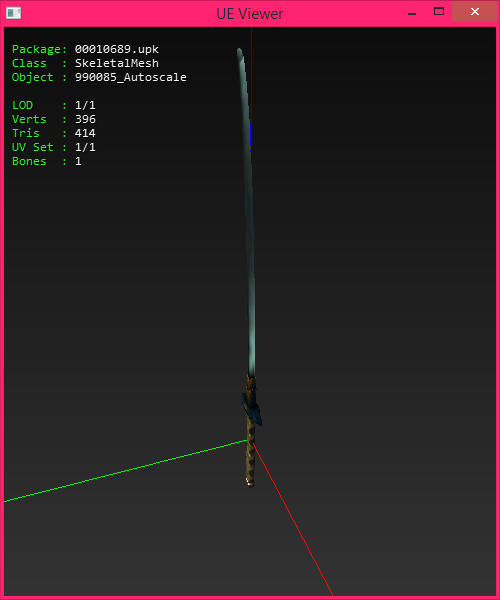 UE Viewer
Package: 00010689.upk
Class  : SkeletalMesh
Object : 990085_Autoscale
LOD    : 1/1
Verts  : 396
Tris   : 414
UV Set : 1/1
Bones  : 1